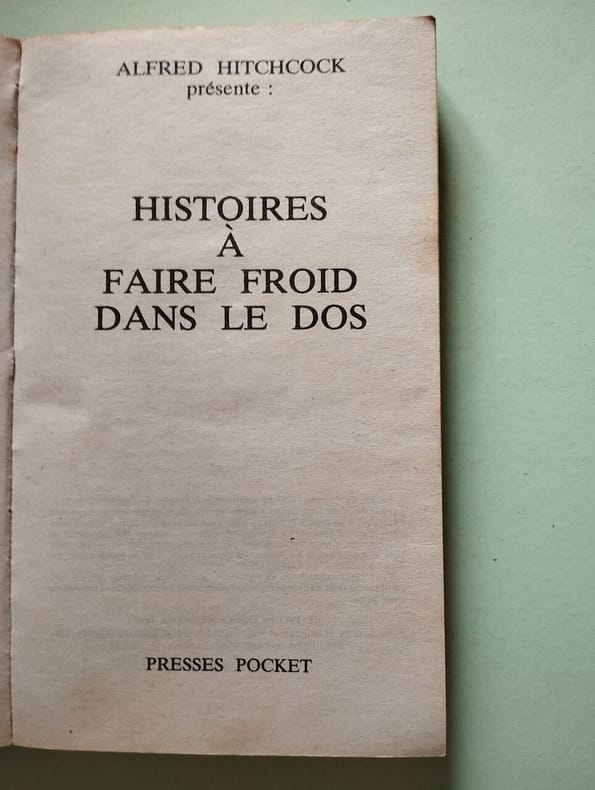 ALFRED HITCHCOCK
présente :
HISTOIRES
À
FAIRE FROID
DANS LE DOS
PRESSES POCKET